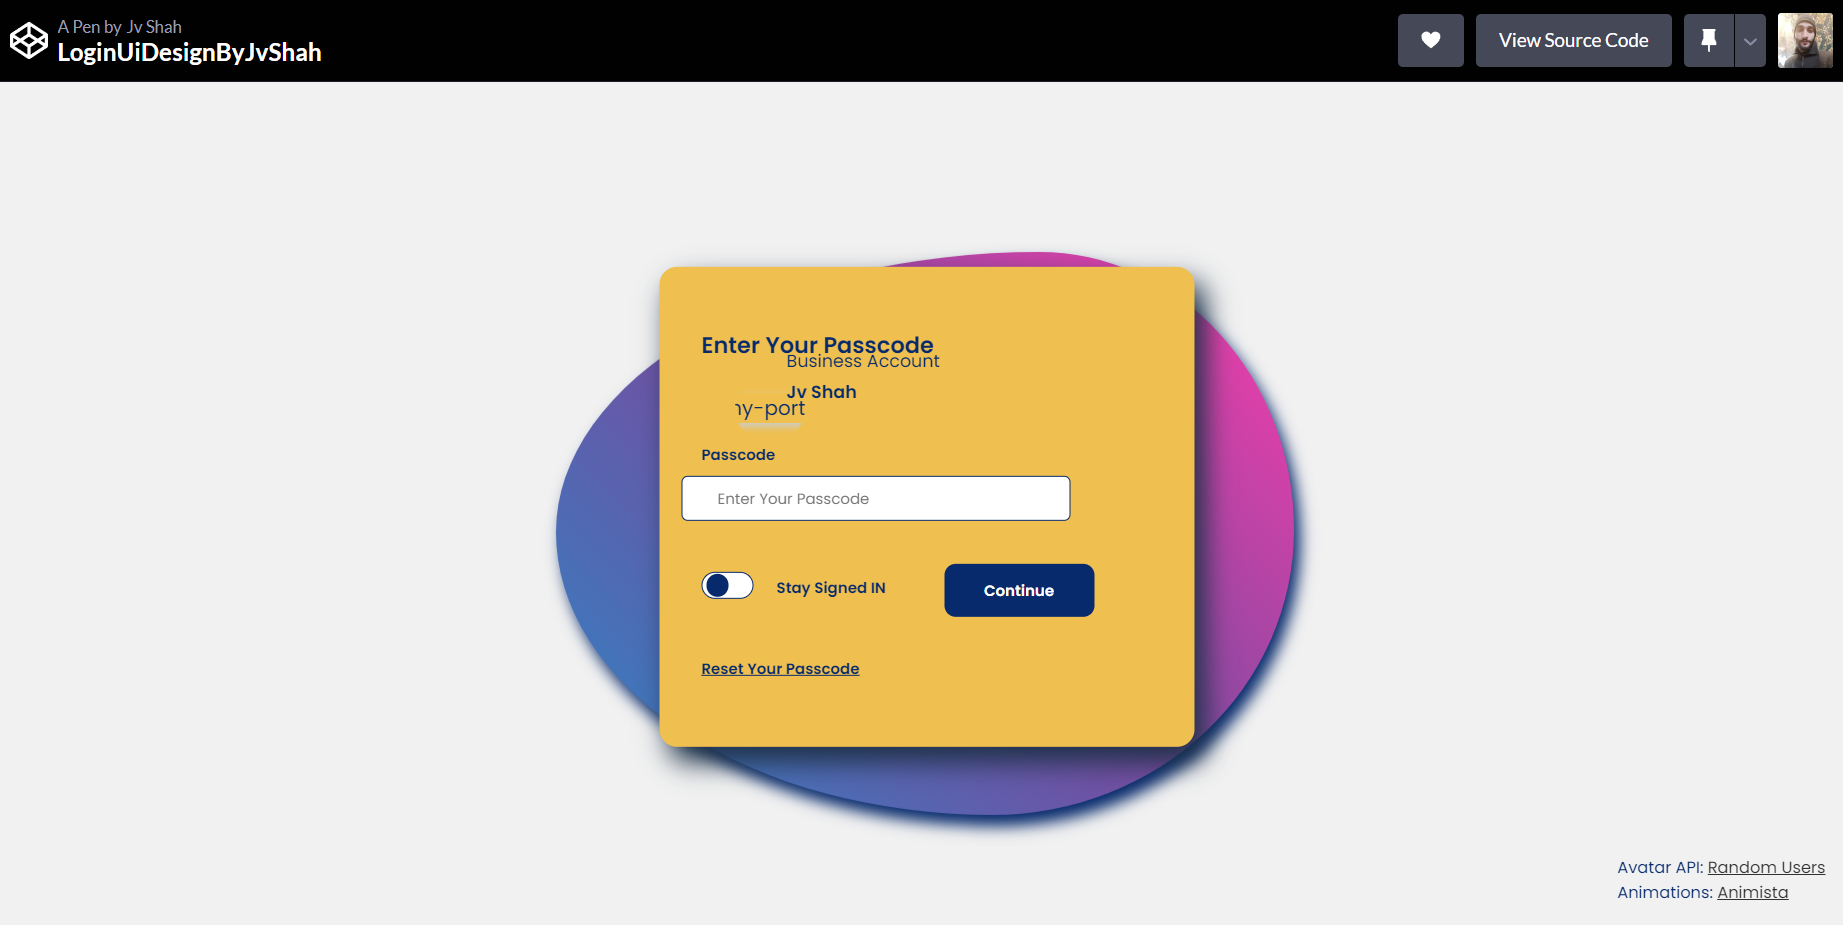 A Pen by Jv Shah
LoginUiDesignByJvShah
View Source Code
Enter Your Passcode
Business Account
Jv Shah
ny-port
Passcode
Enter Your Passcode
Stay Signed IN
Continue
Reset Your Passcode
Avatar API: Random Users
Animations: Animista